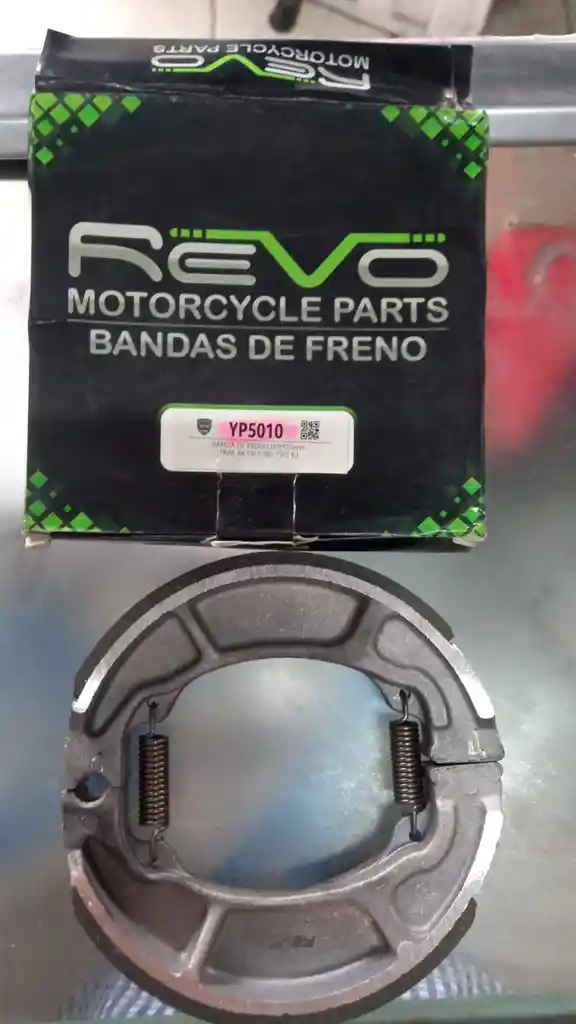 REVO
MOTORCYCLE PARTS
REVO
MOTORCYCLE PARTS
BANDAS DE FRENO
YP5010